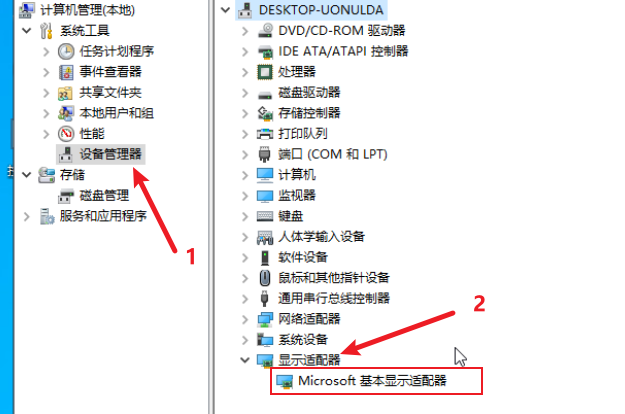 计算机管理(本地)
系统工具
任务计划程序
事件查看器
共享文件夹
本地用户和组
性能
设备管理器
存储
磁盘管理
服务和应用程序
1
DESKTOP-UONULDA
DVD/CD-ROM 驱动器
IDE ATA/ATAPI 控制器
处理器
磁盘驱动器
存储控制器
打印队列
端口 (COM 和 LPT)
计算机
监视器
键盘
人体学输入设备
软件设备
鼠标和其他指针设备
通用串行总线控制器
网络适配器
系统设备
显示适配器
2
Microsoft 基本显示适配器